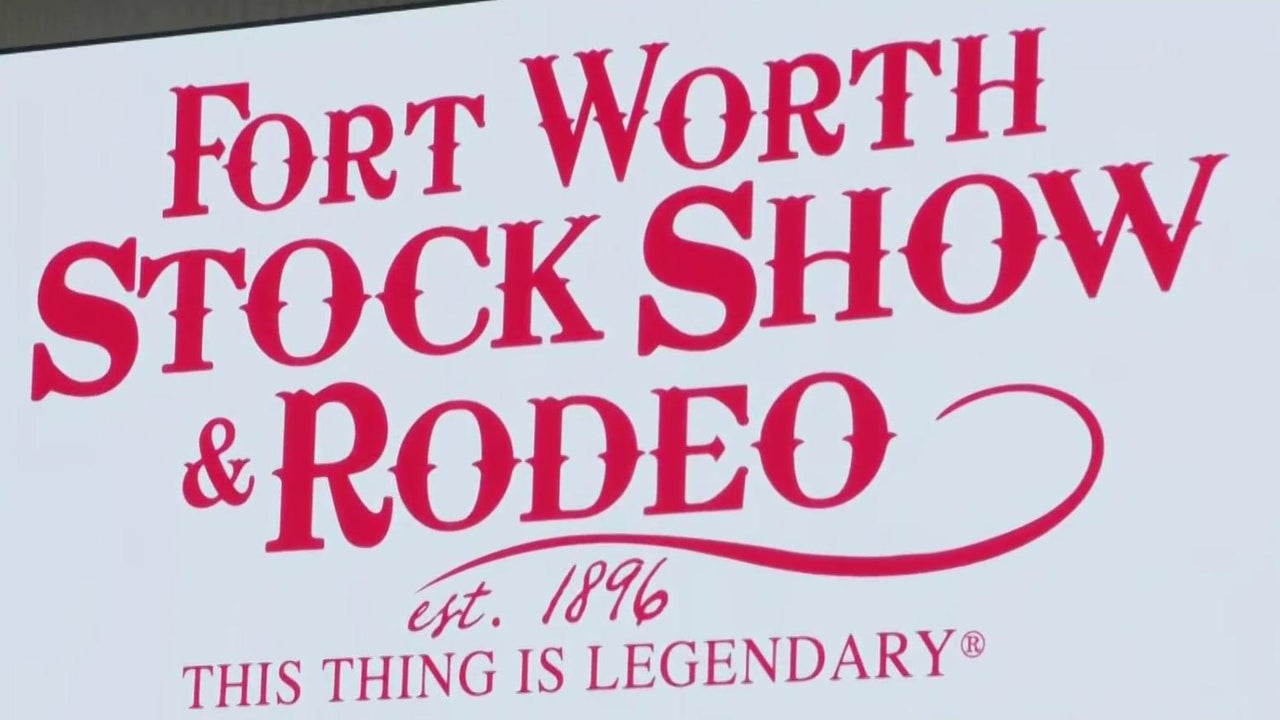 FORT WORTH
STOCK SHOW
& RODEO
est. 1896
THIS THING IS LEGENDARY®